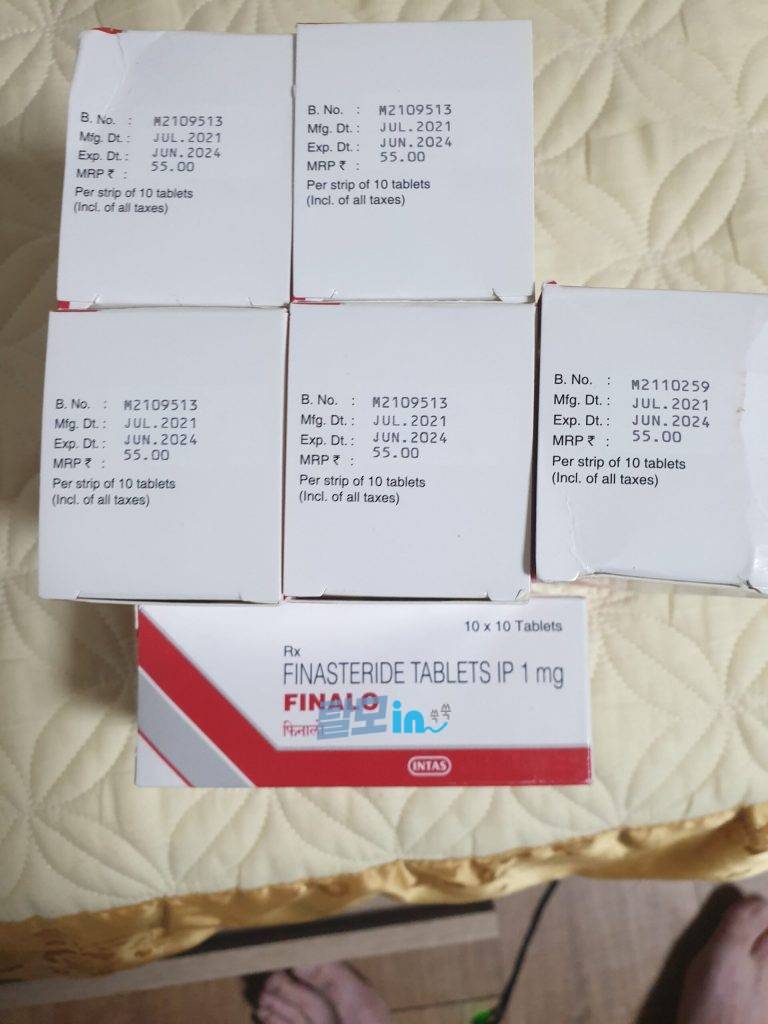 B. No. : M2109513
Mfg. Dt. : JUL.2021
Exp. Dt. : JUN.2024
MRP ₹ : 55.00
Per strip of 10 tablets
(Incl. of all taxes)
B. No. : M2109513
Mfg. Dt. : JUL.2021
Exp. Dt. : JUN.2024
MRP ₹ : 55.00
Per strip of 10 tablets
(Incl. of all taxes)
B. No. : M2109513
Mfg. Dt. : JUL.2021
Exp. Dt. : JUN.2024
MRP ₹ : 55.00
Per strip of 10 tablets
(Incl. of all taxes)
B. No. : M2109513
Mfg. Dt. : JUL.2021
Exp. Dt. : JUN.2024
MRP ₹ : 55.00
Per strip of 10 tablets
(Incl. of all taxes)
B. No. : M2110259
Mfg. Dt. : JUL.2021
Exp. Dt. : JUN.2024
MRP ₹ : 55.00
Per strip of 10 tablets
(Incl. of all taxes)
10 x 10 Tablets
Rx
FINASTERIDE TABLETS IP 1 mg
FINALO
탈모in 쑥쑥
INTAS